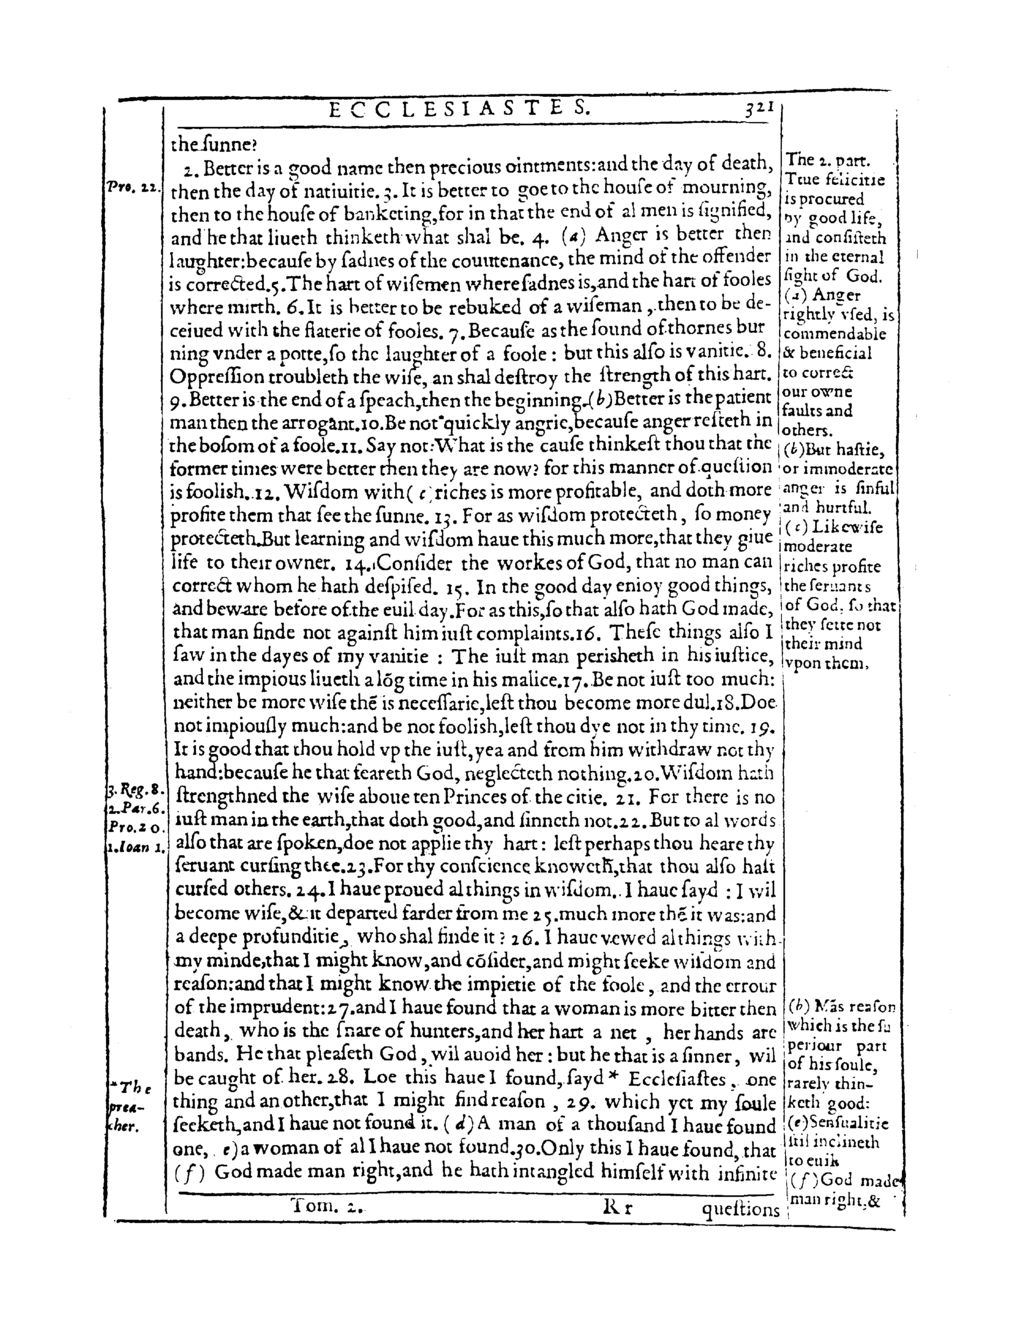 ECCLESIASTES. 321
the ſunne?
2. Better is a good name then precious ointments:and the day of death,
then the day of natiuitie.3.It is better to goe to the houſe of mourning,
then to the houſe of bankcting,for in that the end of al men is ſignified,
and he that liueth thinketh what shal be. 4. (a) Anger is better then
laughter:becauſe by ſadnes of the countenance, the mind of the offender
is corrected.5.The hart of wiſemen where ſadnes is,and the hart of fooles
where mirth. 6.It is better to be rebuked of a wiſeman ,then to be de-
ceiued with the flaterie of fooles. 7.Becauſe as the ſound of thornes bur
ning vnder a potte,ſo the laughter of a foole : but this alſo is vanitie. 8.
Oppreſſion troubleth the wiſe, an shal deſtroy the ſtrength of this hart.
9.Better is the end of a ſpeach,then the beginning.(b)Better is the patient
man then the arrogant.10.Be not quickly angrie,becauſe anger reſteth in
the boſom of a foole.11.Say not:What is the cauſe thinkeſt thou that the
former times were better then they are now? for this manner of queſtion
is fooliſh.12.Wiſdom with( c)riches is more profitable, and doth more
profite them that ſee the ſunne. 13. For as wiſdom protecteth, ſo money
protecteth.But learning and wiſdom haue this much more,that they giue
life to their owner. 14.Conſider the workes of God, that no man can
correct whom he hath deſpiſed. 15. In the good day enioy good things,
and beware before of the euil day.For as this,ſo that alſo hath God made,
that man finde not againſt him iuſt complaints.16. Theſe things alſo I
ſaw in the dayes of my vanitie : The iuſt man perisheth in his iuſtice,
and the impious liueth a lõg time in his malice.17.Be not iuſt too much:
neither be more wiſe thẽ is neceſſarie,leſt thou become more dul.18.Doe
not impiouſly much:and be not fooliſh,leſt thou dye not in thy time. 19.
It is good that thou hold vp the iuſt,yea and from him withdraw not thy
hand:becauſe he that feareth God, neglecteth nothing.20.Wiſdom hath
ſtrengthned the wiſe aboue ten Princes of the citie. 21. For there is no
iuſt man in the earth,that doth good,and ſinneth not.22.But to al words
alſo that are ſpoken,doe not applie thy hart: leſt perhaps thou heare thy
ſeruant curſing thee.23.For thy conſcience knoweth,that thou alſo haſt
curſed others. 24.I haue proued al things in wiſdom. I haue ſayd : I wil
become wiſe,& it departed farder from me 25.much more thẽ it was:and
a deepe profunditie, who shal finde it ? 26. I haue vewed al things with
my minde,that I might know,and cõſider,and might ſeeke wiſdom and
reaſon:and that I might know the impietie of the foole, and the errour
of the imprudent:27.and I haue found that a woman is more bitter then
death, who is the ſnare of hunters,and her hart a net , her hands are
bands. He that pleaſeth God, wil auoid her : but he that is a ſinner, wil
be caught of her. 28. Loe this haue I found, ſayd * Eccleſiaſtes , one
thing and an other,that I might find reaſon , 29. which yet my ſoule
ſeeketh,and I haue not found it. ( d)A man of a thouſand I haue found
one, e)a woman of al I haue not found.30.Only this I haue found, that
(f) God made man right,and he hath intangled himſelf with infinite
Tom. 2. Rr queſtions
Pro. 22.
3. Reg. 8.
2. Par. 6.
Pro. 20.
1. Ioan 1.
*The
prea-
cher.
The 2. part.
True felicitie
is procured
by good life,
and conſiſteth
in the eternal
ſight of God.
(a) Anger
rightly vſed, is
commendable
& beneficial
to correct
our owne
faults and
others.
(b)But haſtie,
or immoderate
anger is ſinful
and hurtful.
(c) Likewiſe
moderate
riches profite
the ſeruants
of God, ſo that
they ſette not
their mind
vpon them.
(b) Mãs reaſon
which is the ſu
periour part
of his ſoule,
rarely thin-
keth good:
(e)Senſualitie
ſtil inclineth
to euil.
(f)God made
man right,&